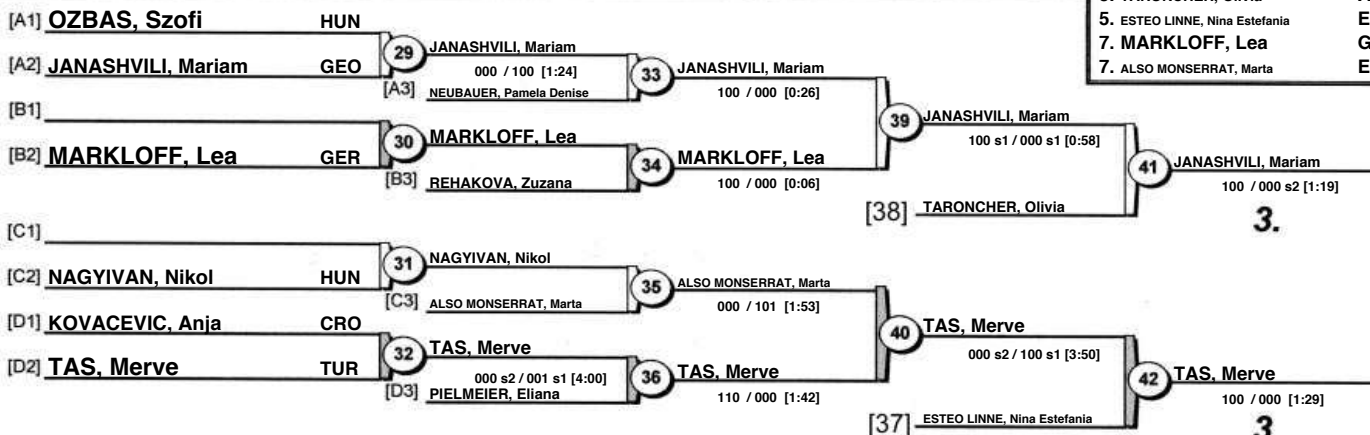 [A1] OZBAS, Szofi HUN
[A2] JANASHVILI, Mariam GEO
29
JANASHVILI, Mariam
000 / 100 [1:24]
[A3] NEUBAUER, Pamela Denise
33
JANASHVILI, Mariam
100 / 000 [0:26]
[B1]
[B2] MARKLOFF, Lea GER
30
MARKLOFF, Lea
[B3] REHAKOVA, Zuzana
34
MARKLOFF, Lea
100 / 000 [0:06]
39
JANASHVILI, Mariam
100 s1 / 000 s1 [0:58]
[38] TARONCHER, Olivia
41
JANASHVILI, Mariam
100 / 000 s2 [1:19]
3.
[C1]
[C2] NAGYIVAN, Nikol HUN
31
NAGYIVAN, Nikol
[C3] ALSO MONSERRAT, Marta
35
ALSO MONSERRAT, Marta
000 / 101 [1:53]
[D1] KOVACEVIC, Anja CRO
[D2] TAS, Merve TUR
32
TAS, Merve
000 s2 / 001 s1 [4:00]
[D3] PIELMEIER, Eliana
36
TAS, Merve
110 / 000 [1:42]
40
TAS, Merve
000 s2 / 100 s1 [3:50]
[37] ESTEO LINNE, Nina Estefania
42
TAS, Merve
100 / 000 [1:29]
3
5. ESTEO LINNE, Nina Estefania E
7. MARKLOFF, Lea G
7. ALSO MONSERRAT, Marta E